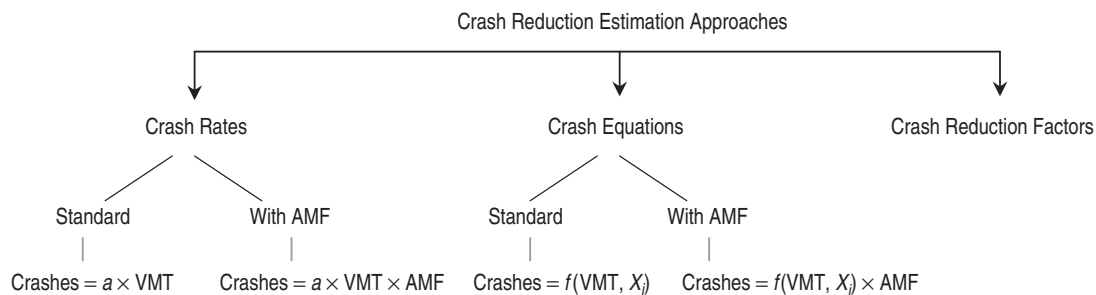 Crash Reduction Estimation Approaches
Crash Rates Crash Equations Crash Reduction Factors
Standard With AMF Standard With AMF
Crashes = a × VMT Crashes = a × VMT × AMF Crashes = f(VMT, Xi) Crashes = f(VMT, Xi) × AMF